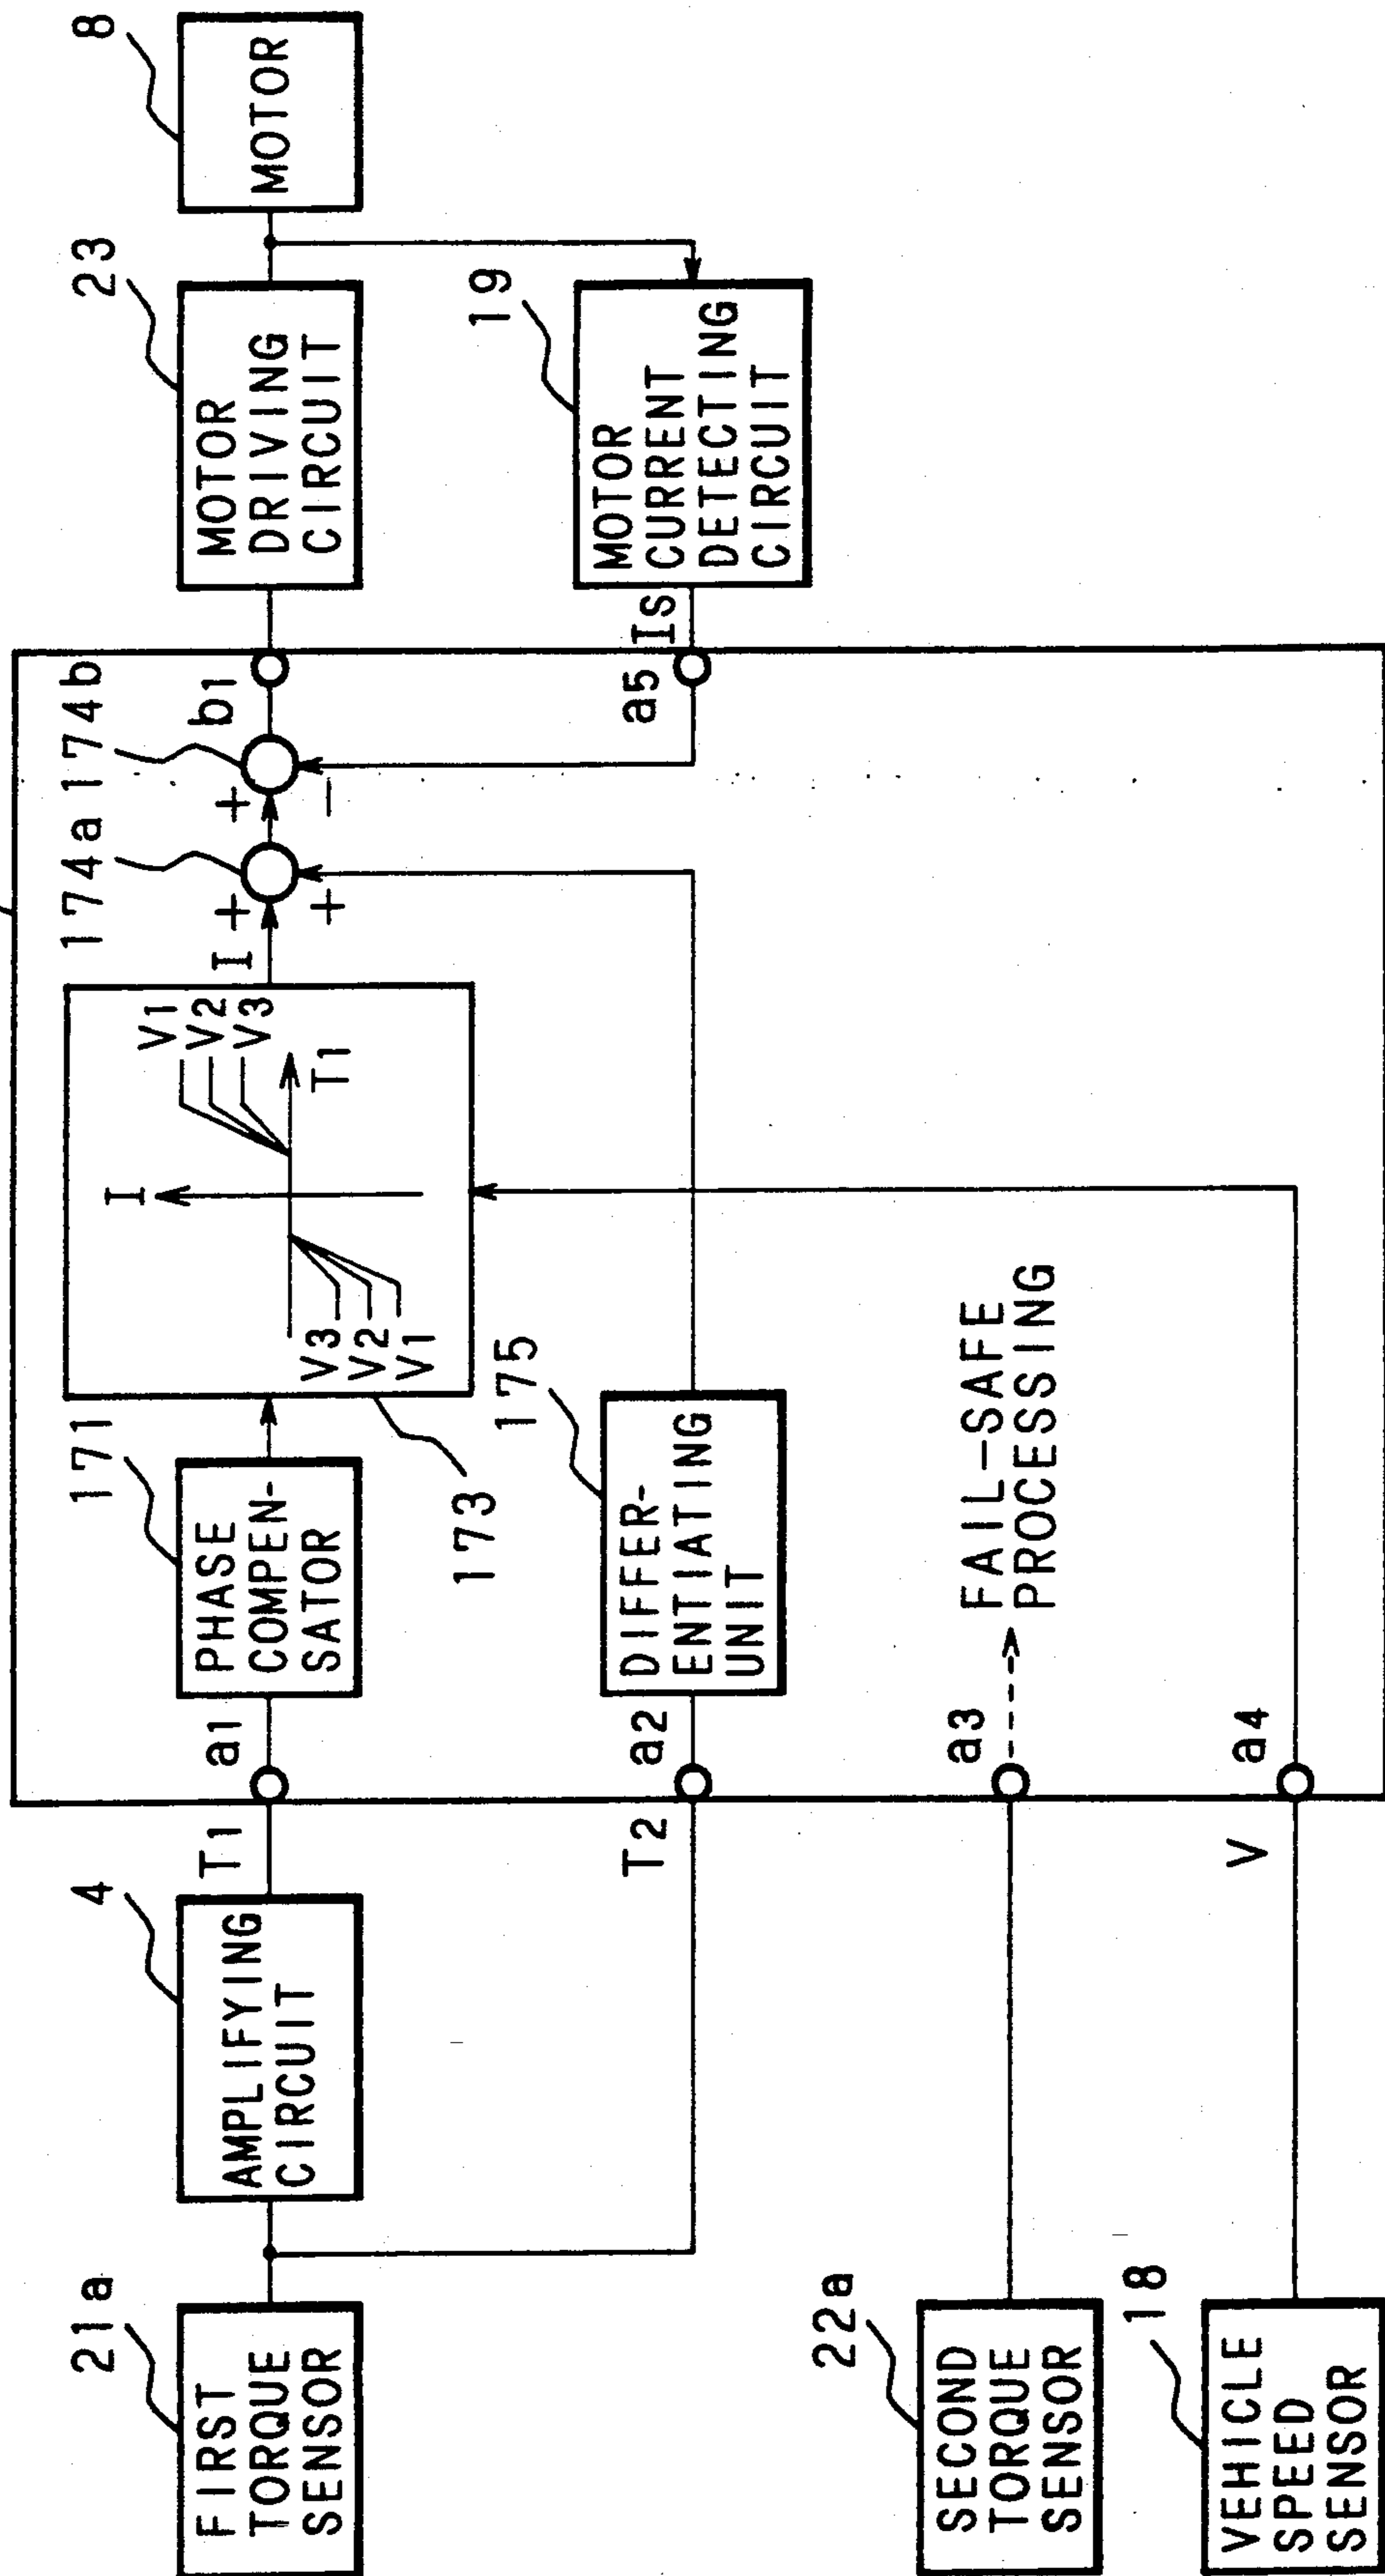 21a
FIRST
TORQUE
SENSOR
4
AMPLIFYING
CIRCUIT
T1
a1
171
PHASE
COMPEN-
SATOR
173
I
T1
V1
V2
V3
V3
V2
V1
I
+
+
174a
+
-
174b
b1
23
MOTOR
DRIVING
CIRCUIT
8
MOTOR
T2
a2
175
DIFFER-
ENTIATING
UNIT
a5
Is
19
MOTOR
CURRENT
DETECTING
CIRCUIT
22a
SECOND
TORQUE
SENSOR
a3
FAIL-SAFE
PROCESSING
18
VEHICLE
SPEED
SENSOR
V
a4